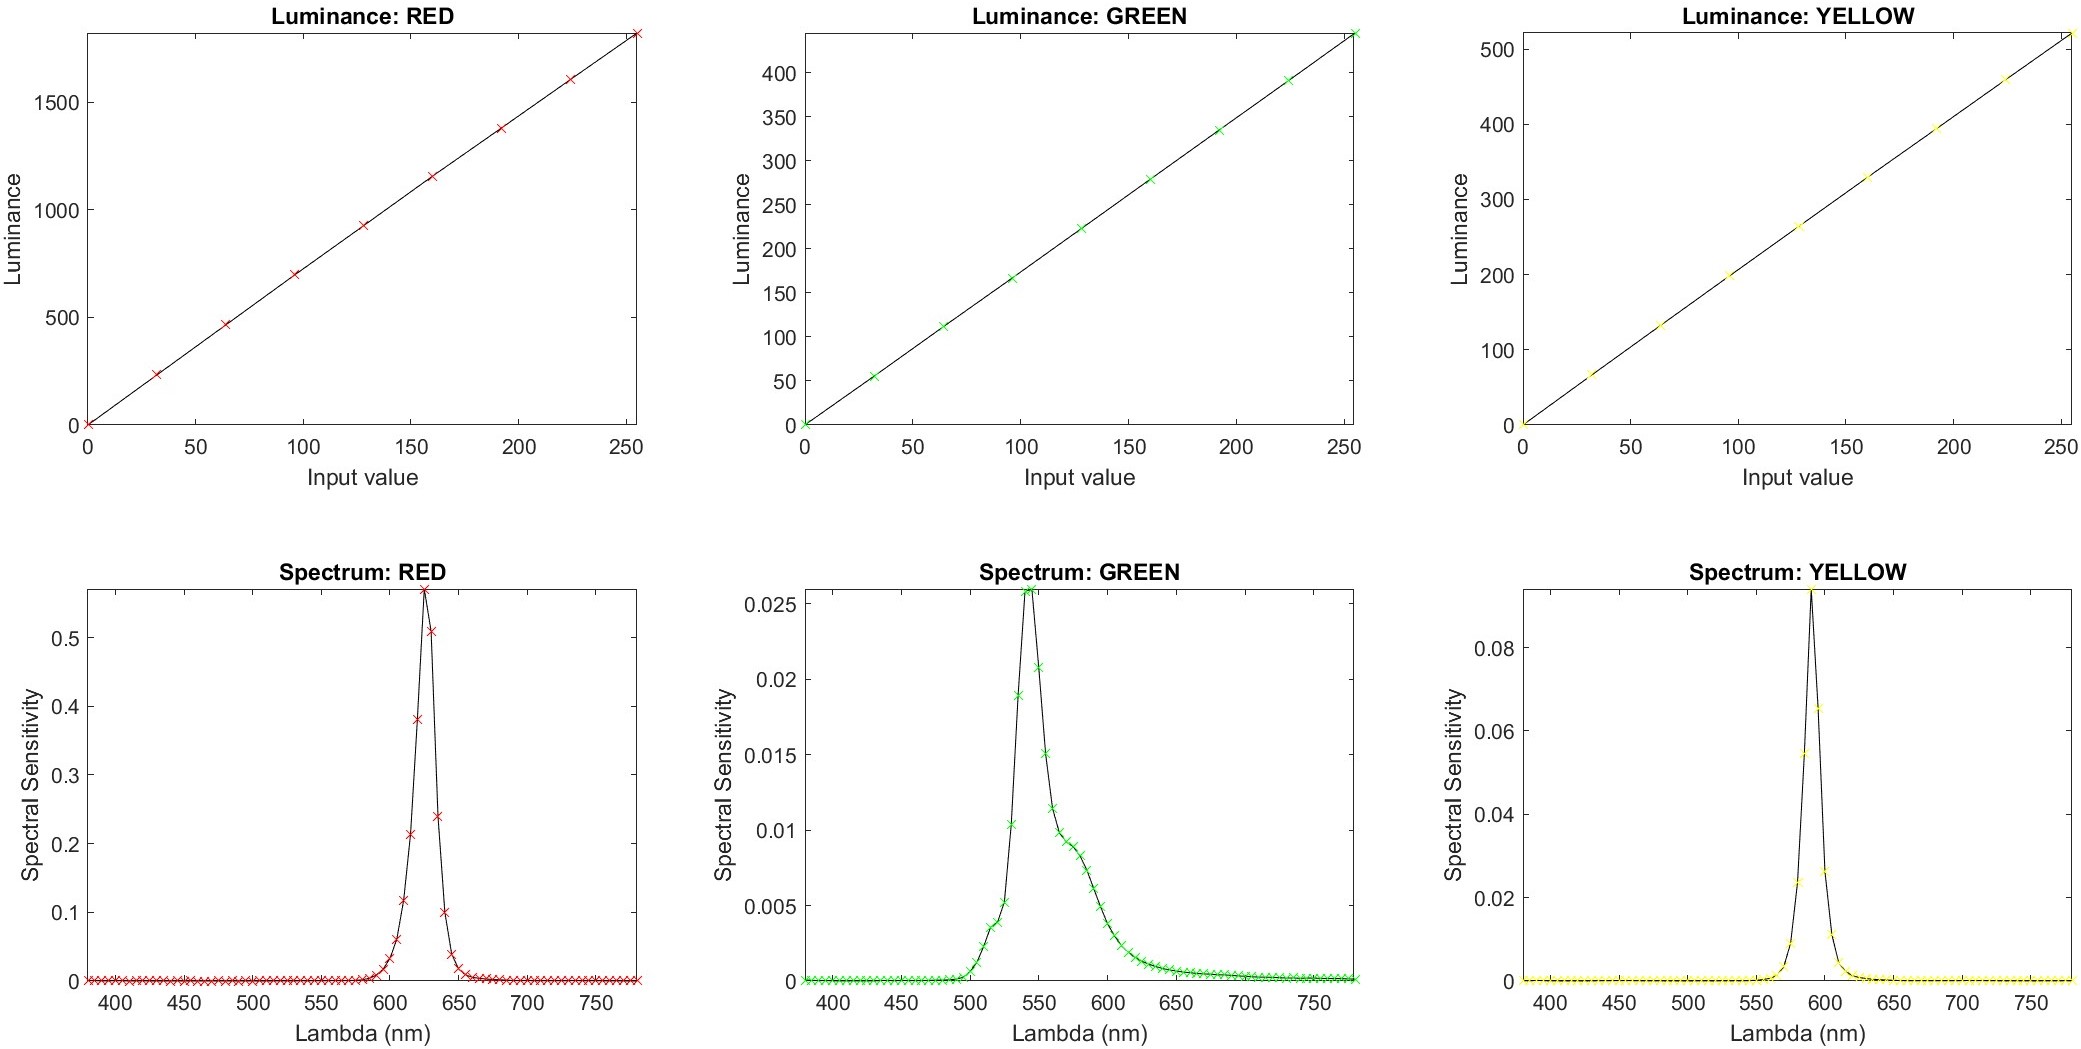 Luminance: RED
1500
1000
500
0
0 50 100 150 200 250
Luminance
Input value
Luminance: GREEN
400
350
300
250
200
150
100
50
0
0 50 100 150 200 250
Luminance
Input value
Luminance: YELLOW
500
400
300
200
100
0
0 50 100 150 200 250
Luminance
Input value
Spectrum: RED
0.5
0.4
0.3
0.2
0.1
0
400 450 500 550 600 650 700 750
Spectral Sensitivity
Lambda (nm)
Spectrum: GREEN
0.025
0.02
0.015
0.01
0.005
0
400 450 500 550 600 650 700 750
Spectral Sensitivity
Lambda (nm)
Spectrum: YELLOW
0.08
0.06
0.04
0.02
0
400 450 500 550 600 650 700 750
Spectral Sensitivity
Lambda (nm)